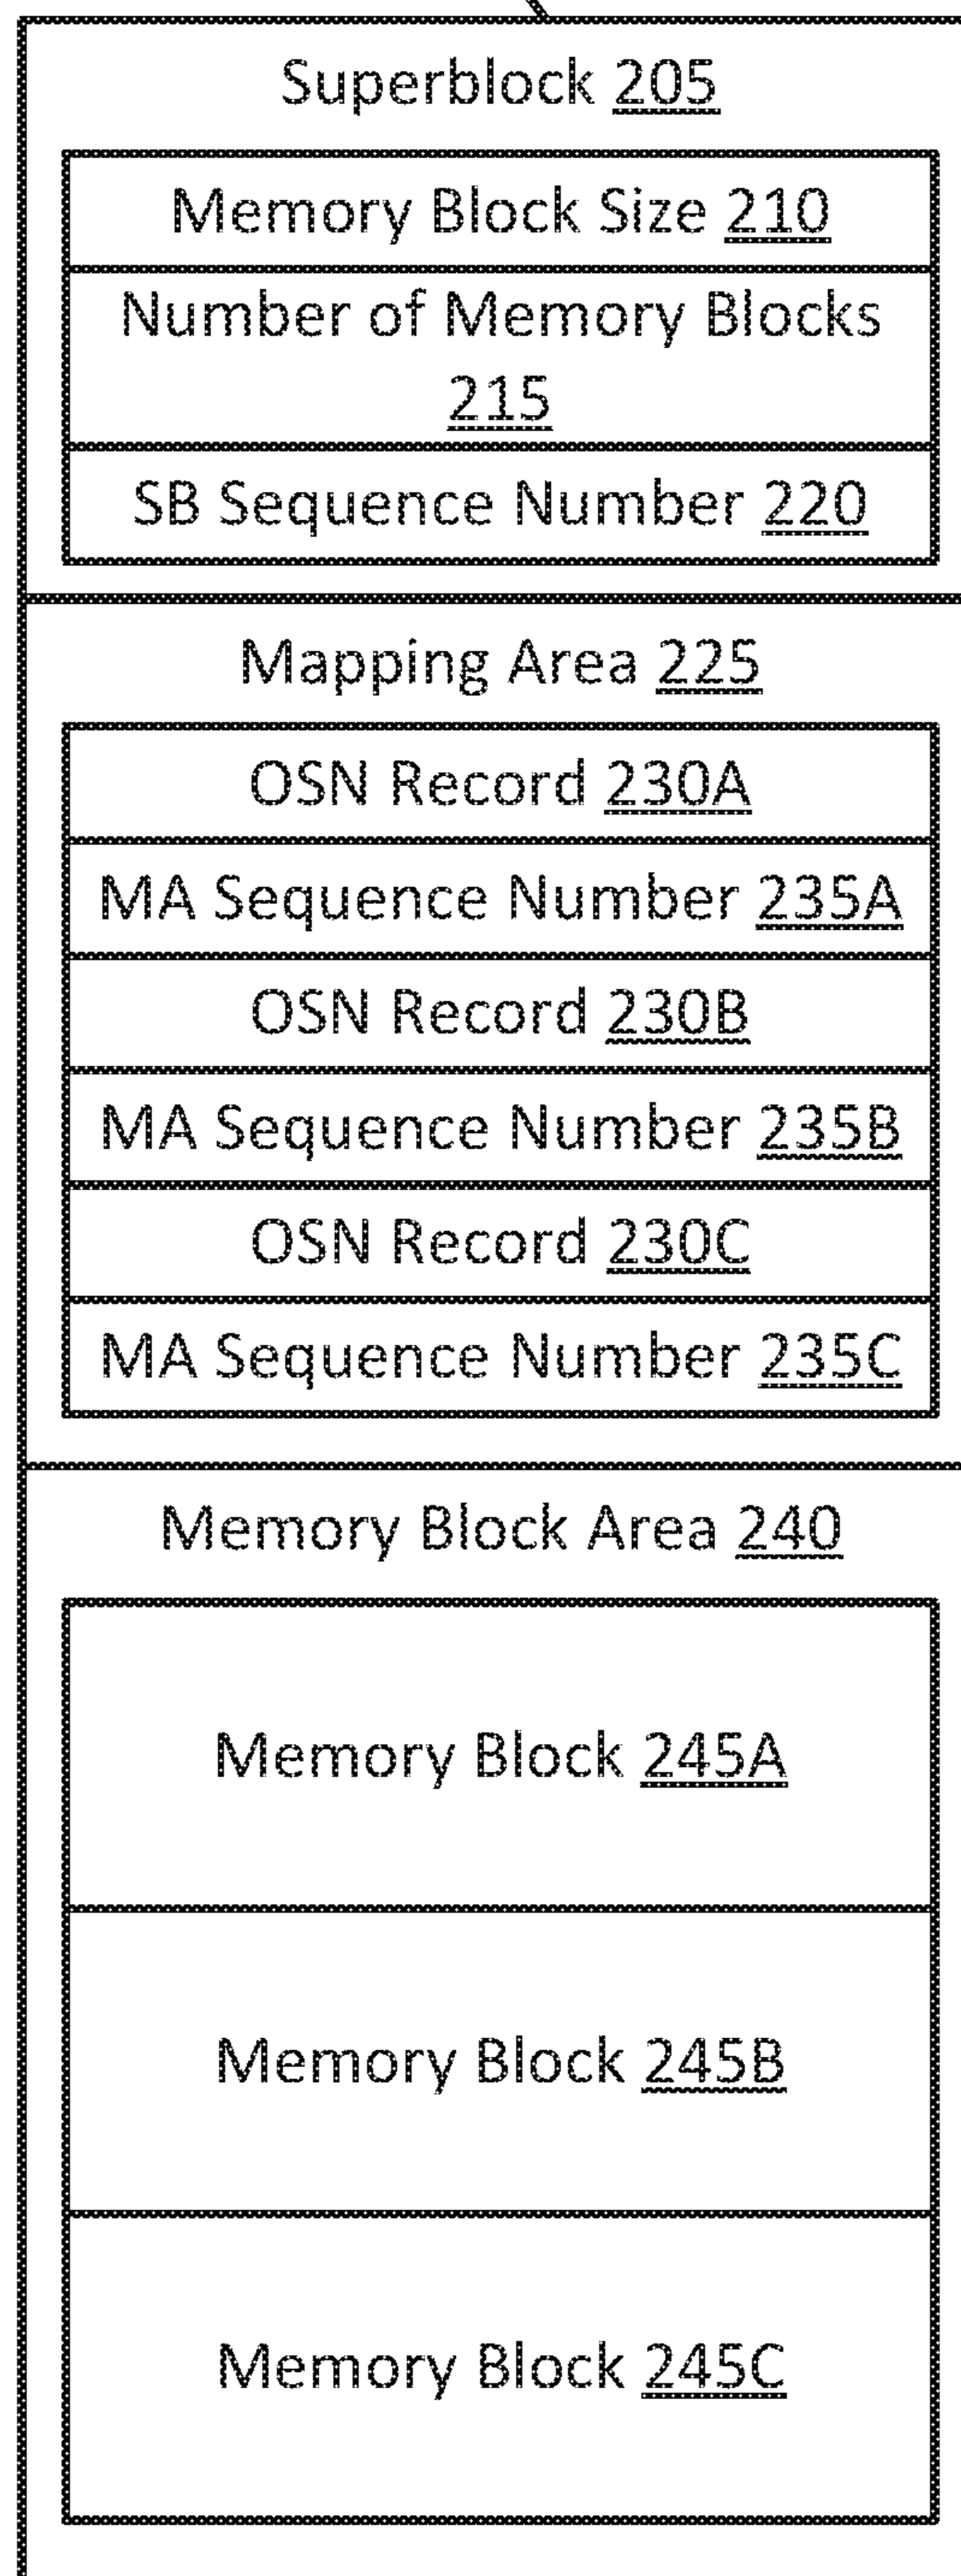 Superblock 205
Memory Block Size 210
Number of Memory Blocks
215
SB Sequence Number 220
Mapping Area 225
OSN Record 230A
MA Sequence Number 235A
OSN Record 230B
MA Sequence Number 235B
OSN Record 230C
MA Sequence Number 235C
Memory Block Area 240
Memory Block 245A
Memory Block 245B
Memory Block 245C